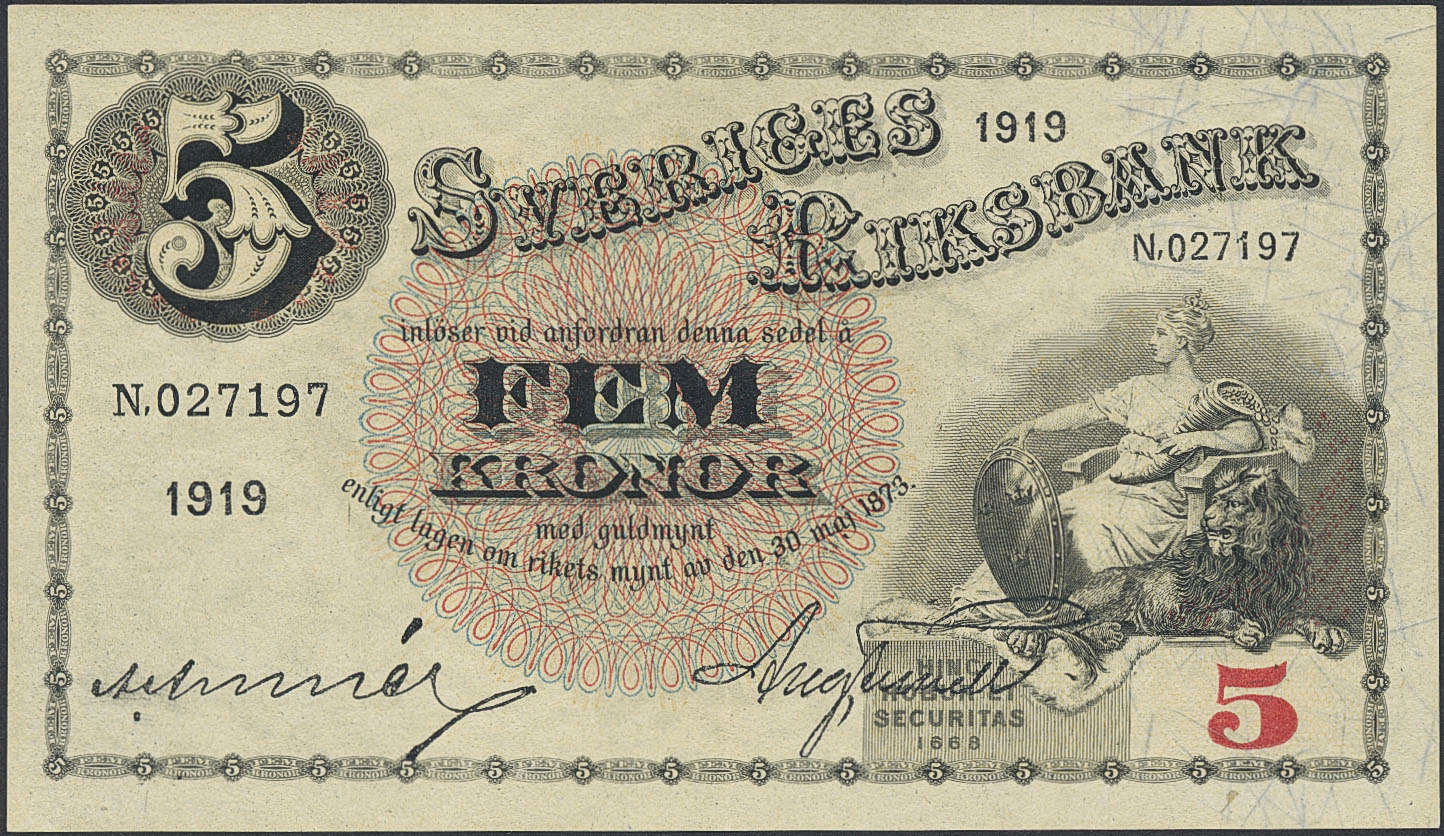 5
SVERIGES 1919
RIKSBANK
N,027197
inlöser vid anfordran denna sedel å
FEM
N,027197
KRONOR
1919
med guldmynt
enligt lagen om rikets mynt av den 30 maj 1873.
HINC
SECURITAS
1668
5